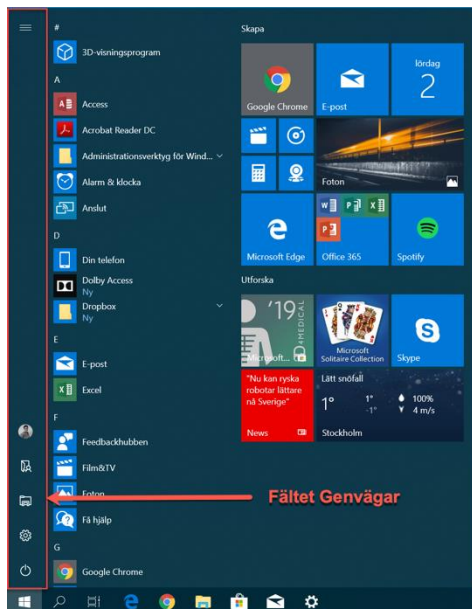 #
3D-visningsprogram
A
Access
Acrobat Reader DC
Administrationsverktyg för Wind...
Alarm & klocka
Anslut
D
Din telefon
Dolby Access
Ny
Dropbox
Ny
E
E-post
Excel
F
Feedbackhubben
Film&TV
Foton
Få hjälp
G
Google Chrome
Skapa
Google Chrome
E-post
lördag
2
Foton
Microsoft Edge
Office 365
Spotify
Utforska
'19
D4MEDICAL
Microsoft...
Microsoft
Solitaire Collection
Skype
"Nu kan ryska
robotar lättare
nå Sverige"
News
Lätt snöfall
1°
1°
-1°
100%
4 m/s
Stockholm
Fältet Genvägar